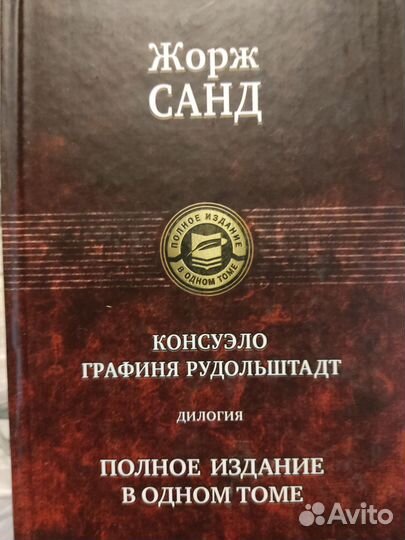 Жорж
САНД
ПОЛНОЕ ИЗДАНИЕ
В ОДНОМ ТОМЕ
КОНСУЭЛО
ГРАФИНЯ РУДОЛЬШТАДТ
ДИЛОГИЯ
ПОЛНОЕ ИЗДАНИЕ
В ОДНОМ ТОМЕ
Avito